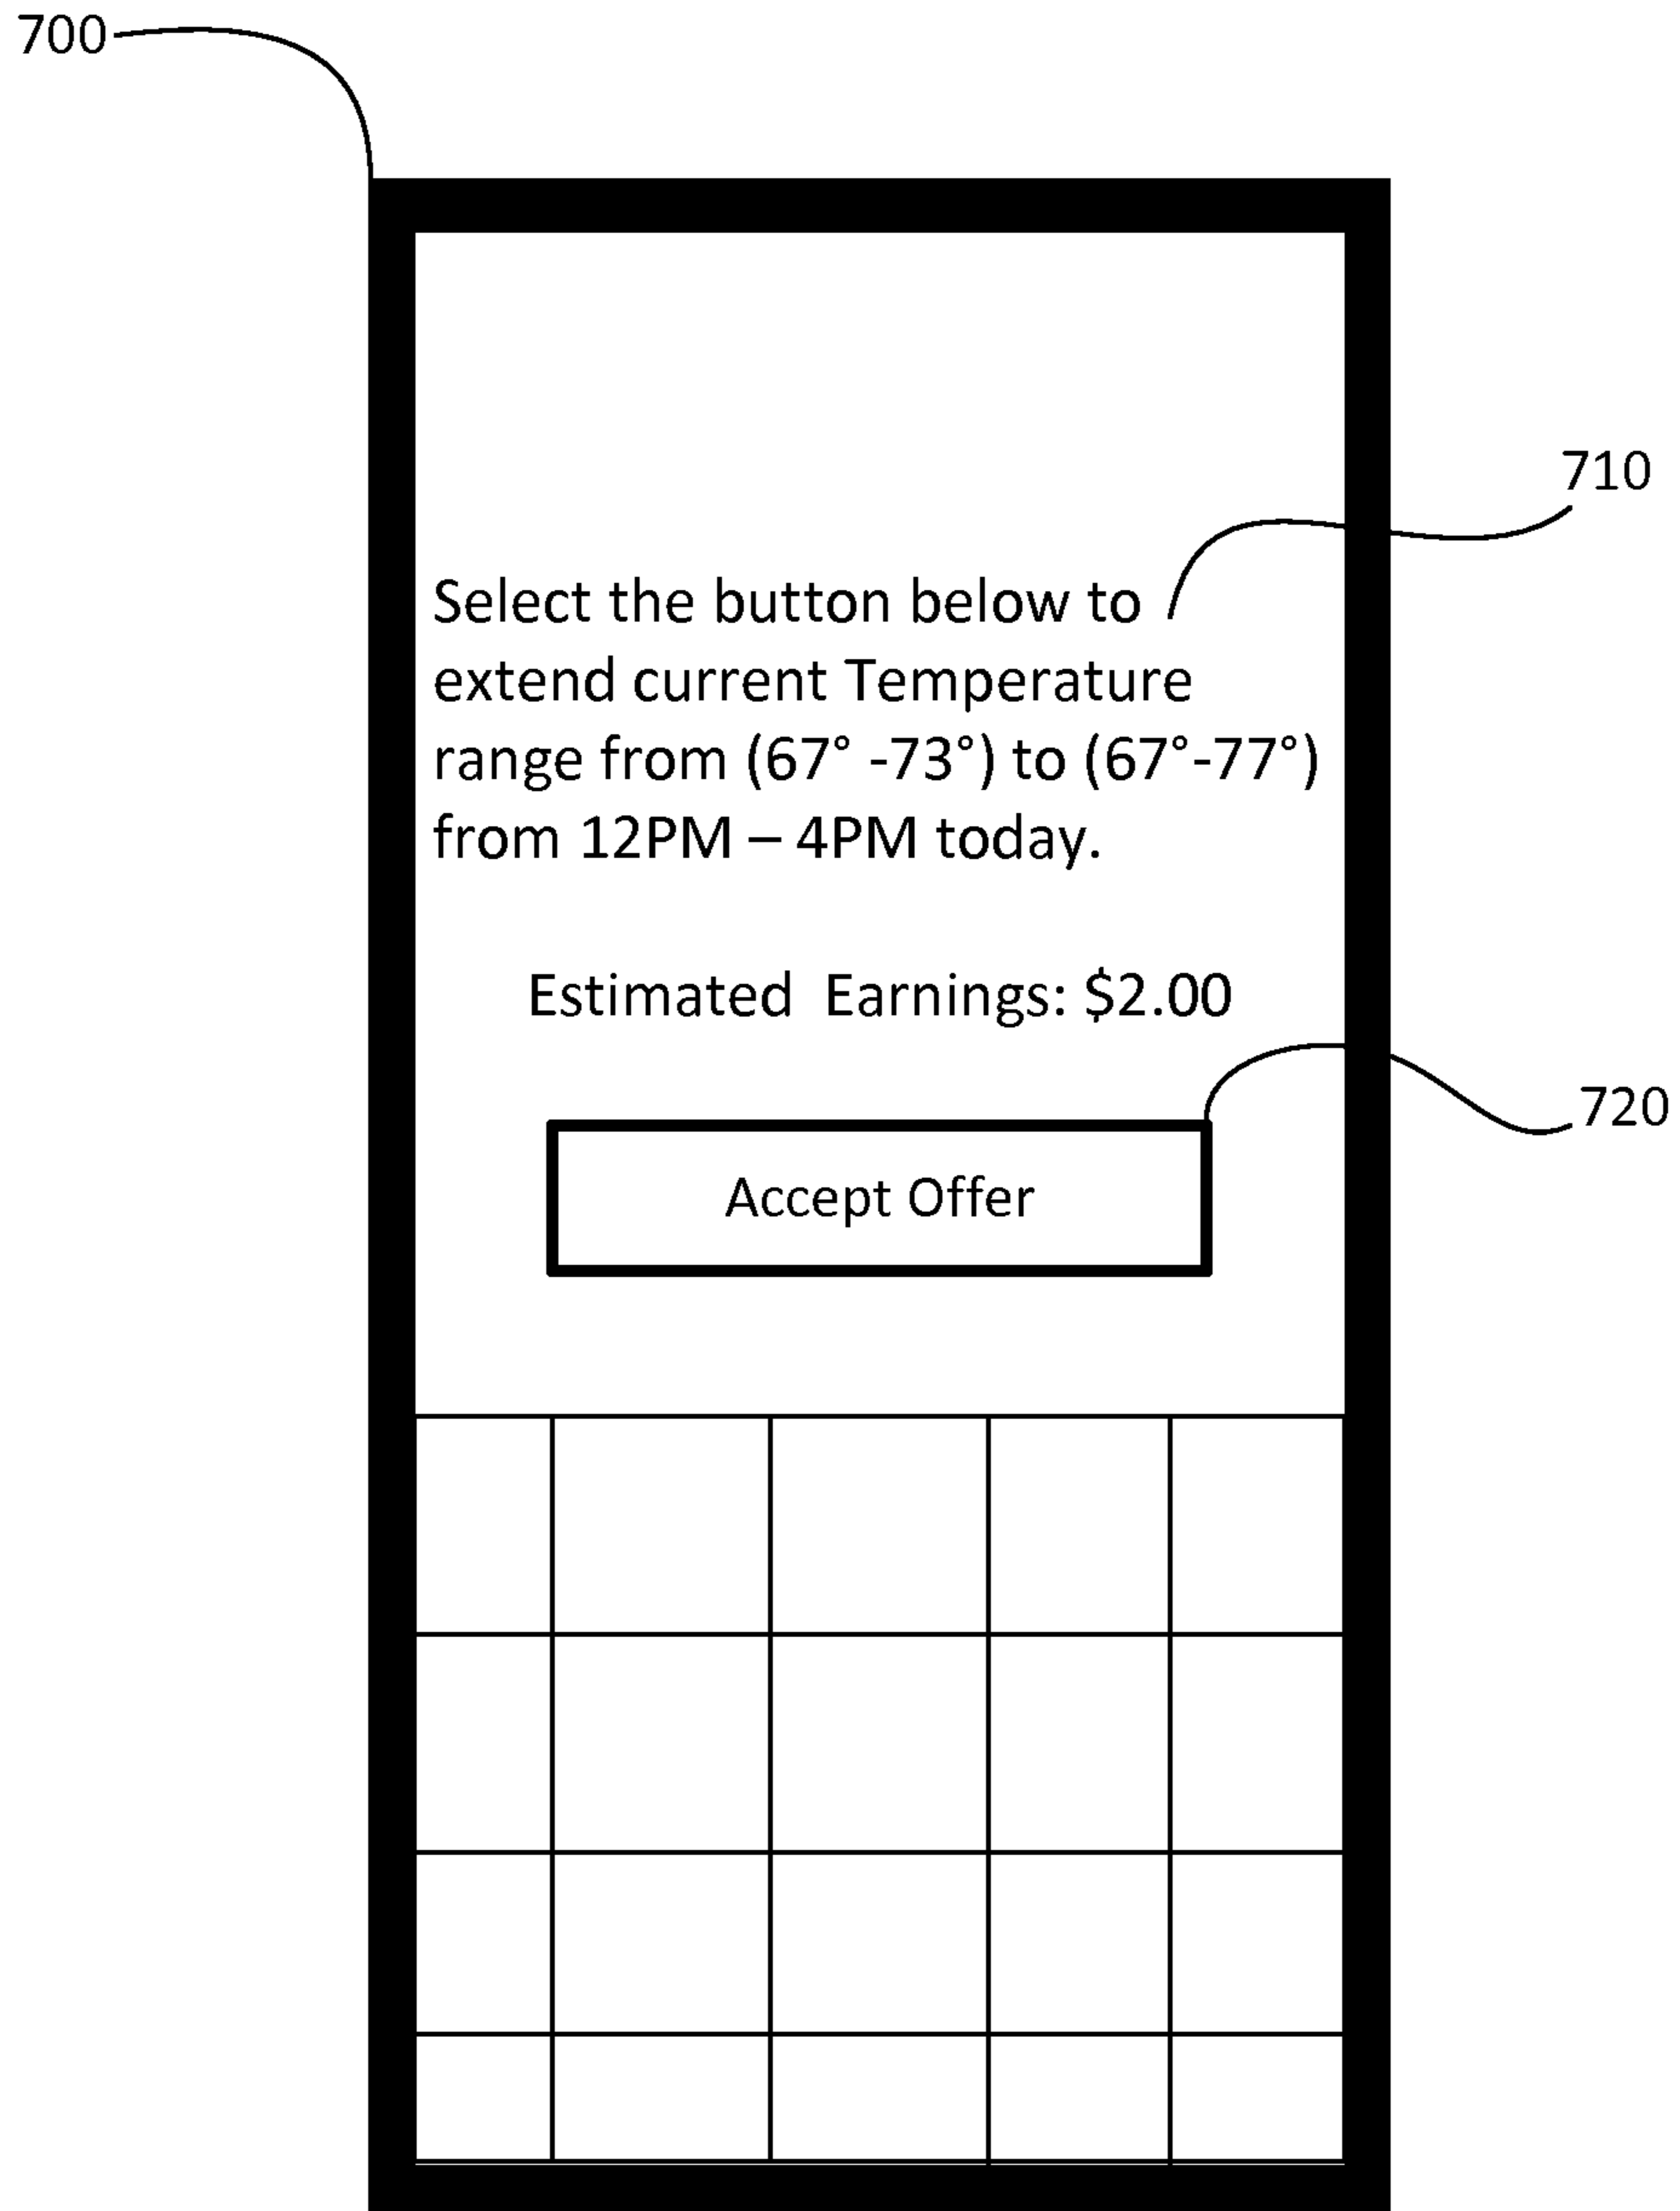 700
710
Select the button below to
extend current Temperature
range from (67° -73°) to (67°-77°)
from 12PM – 4PM today.
Estimated  Earnings: $2.00
720
Accept Offer